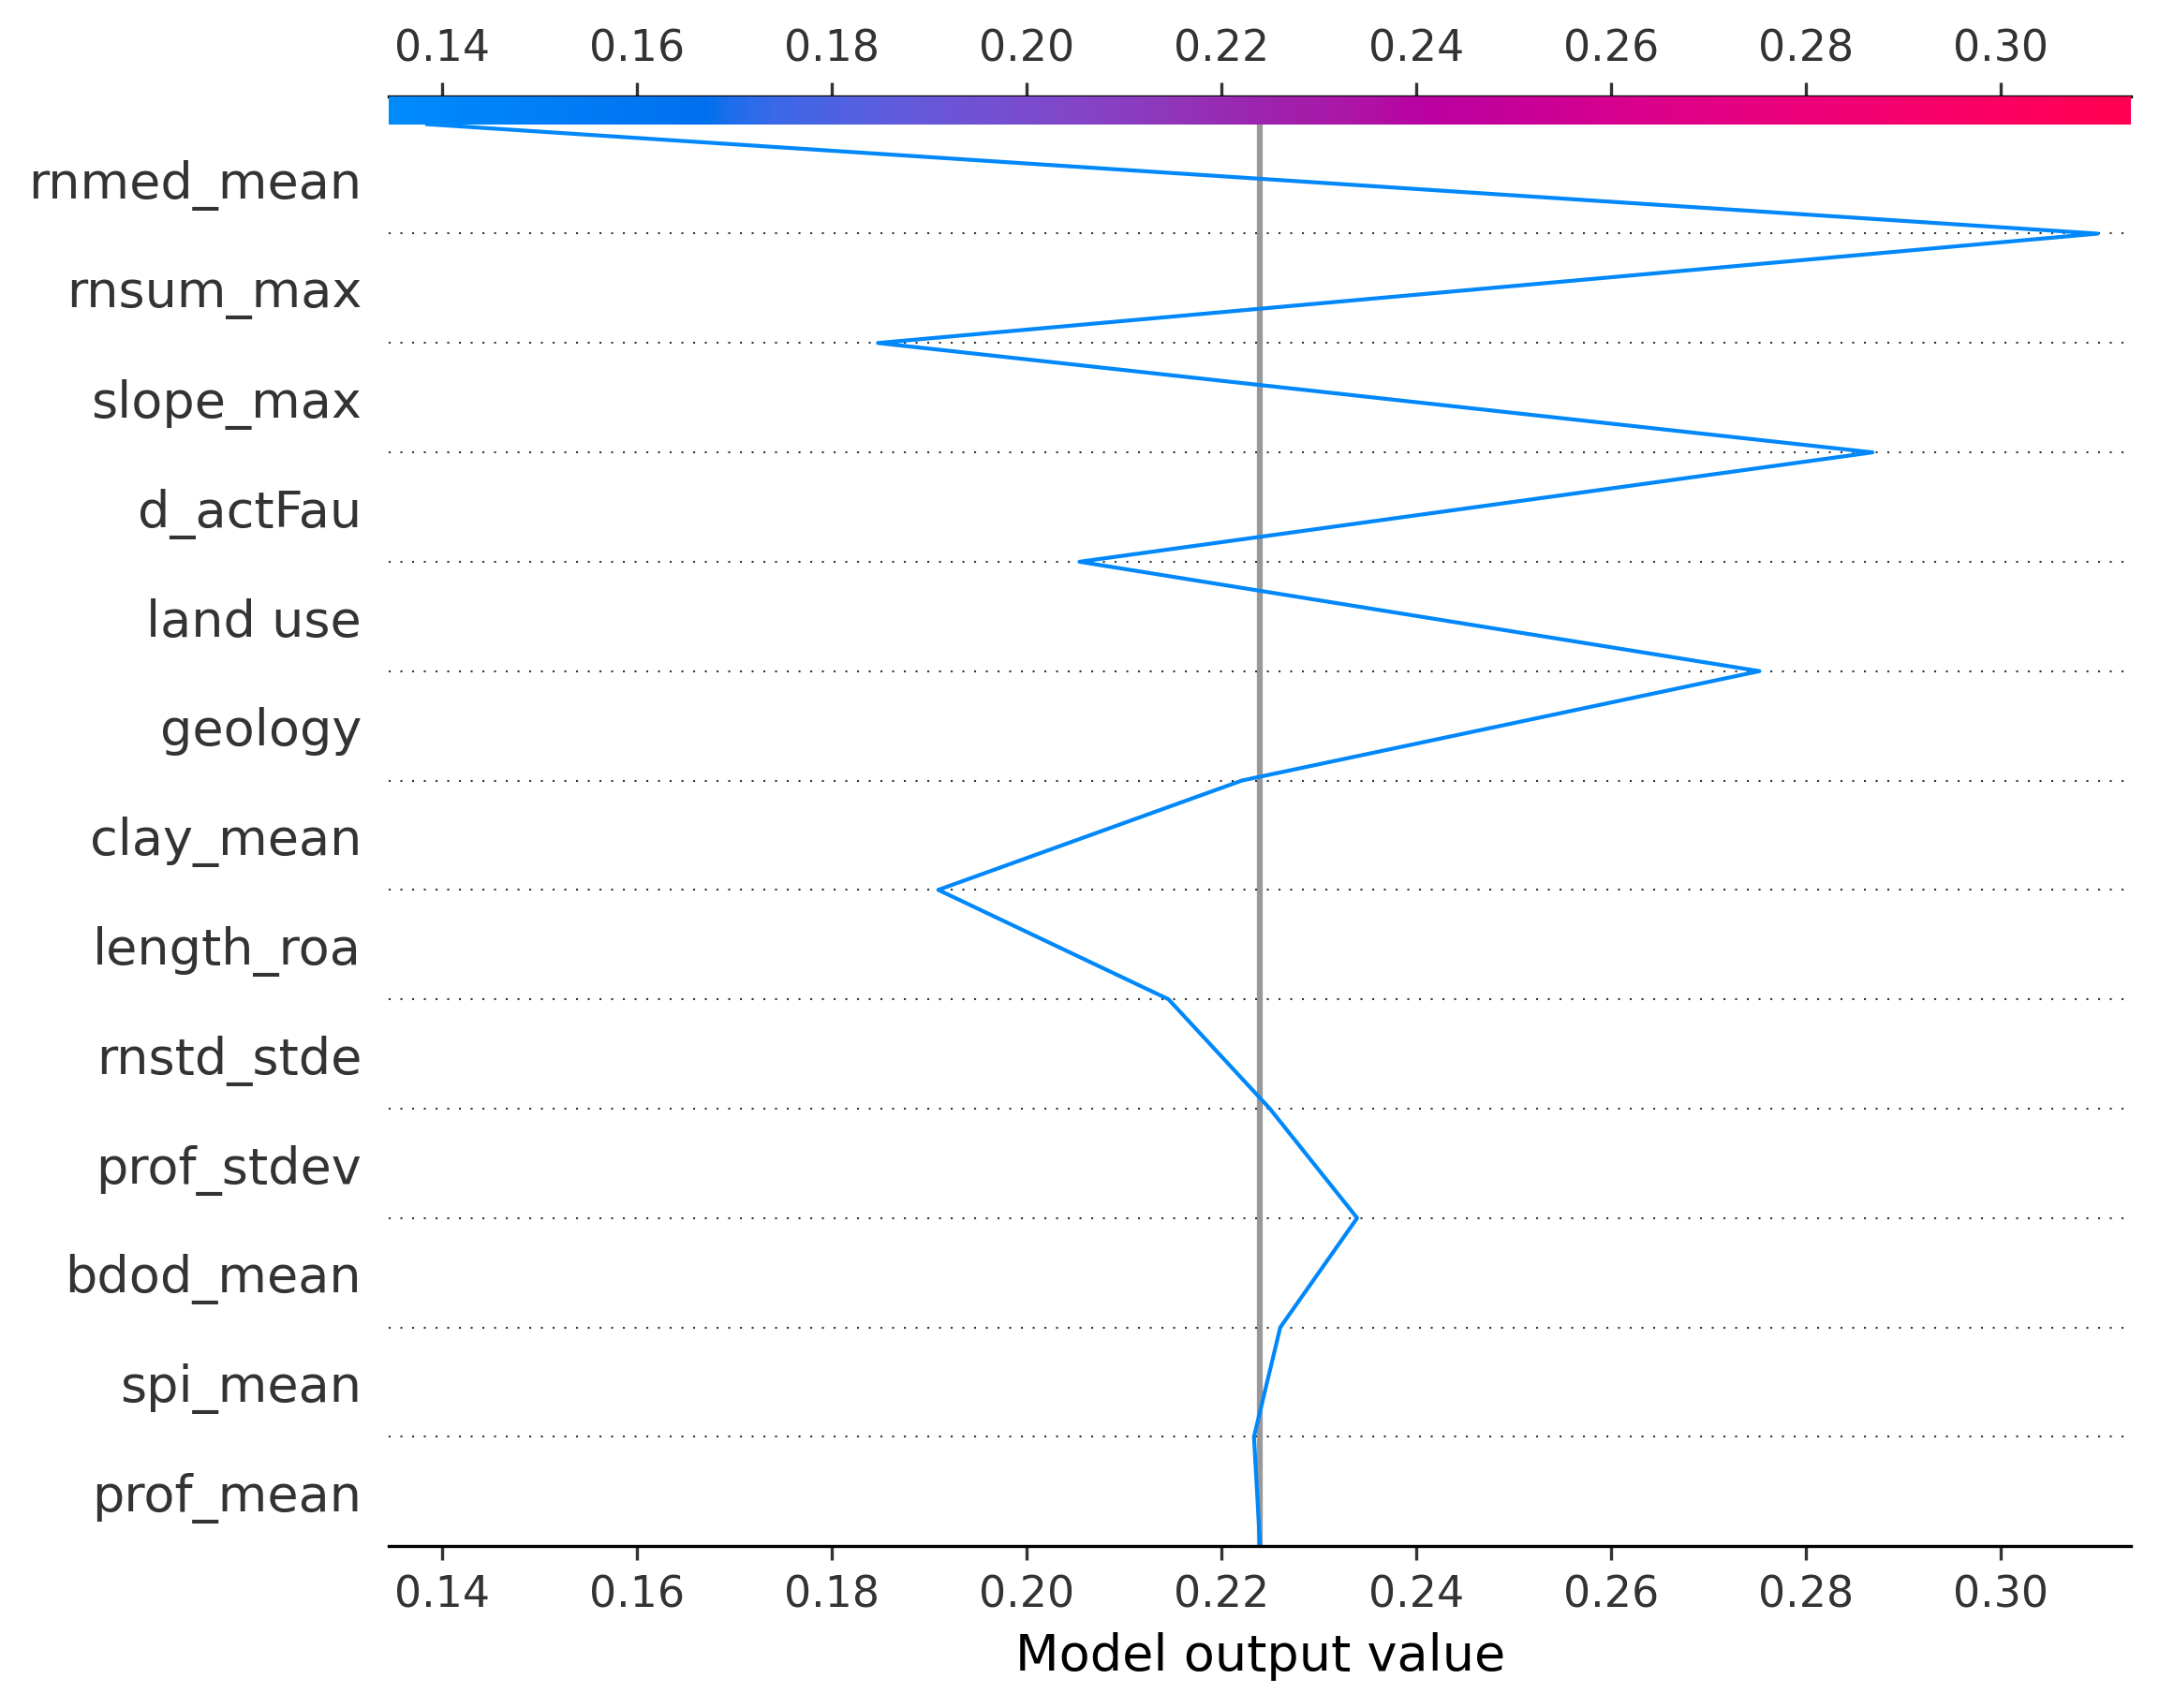 0.14 0.16 0.18 0.20 0.22 0.24 0.26 0.28 0.30
rnmed_mean
rnsum_max
slope_max
d_actFau
land use
geology
clay_mean
length_roa
rnstd_stde
prof_stdev
bdod_mean
spi_mean
prof_mean
0.14 0.16 0.18 0.20 0.22 0.24 0.26 0.28 0.30
Model output value